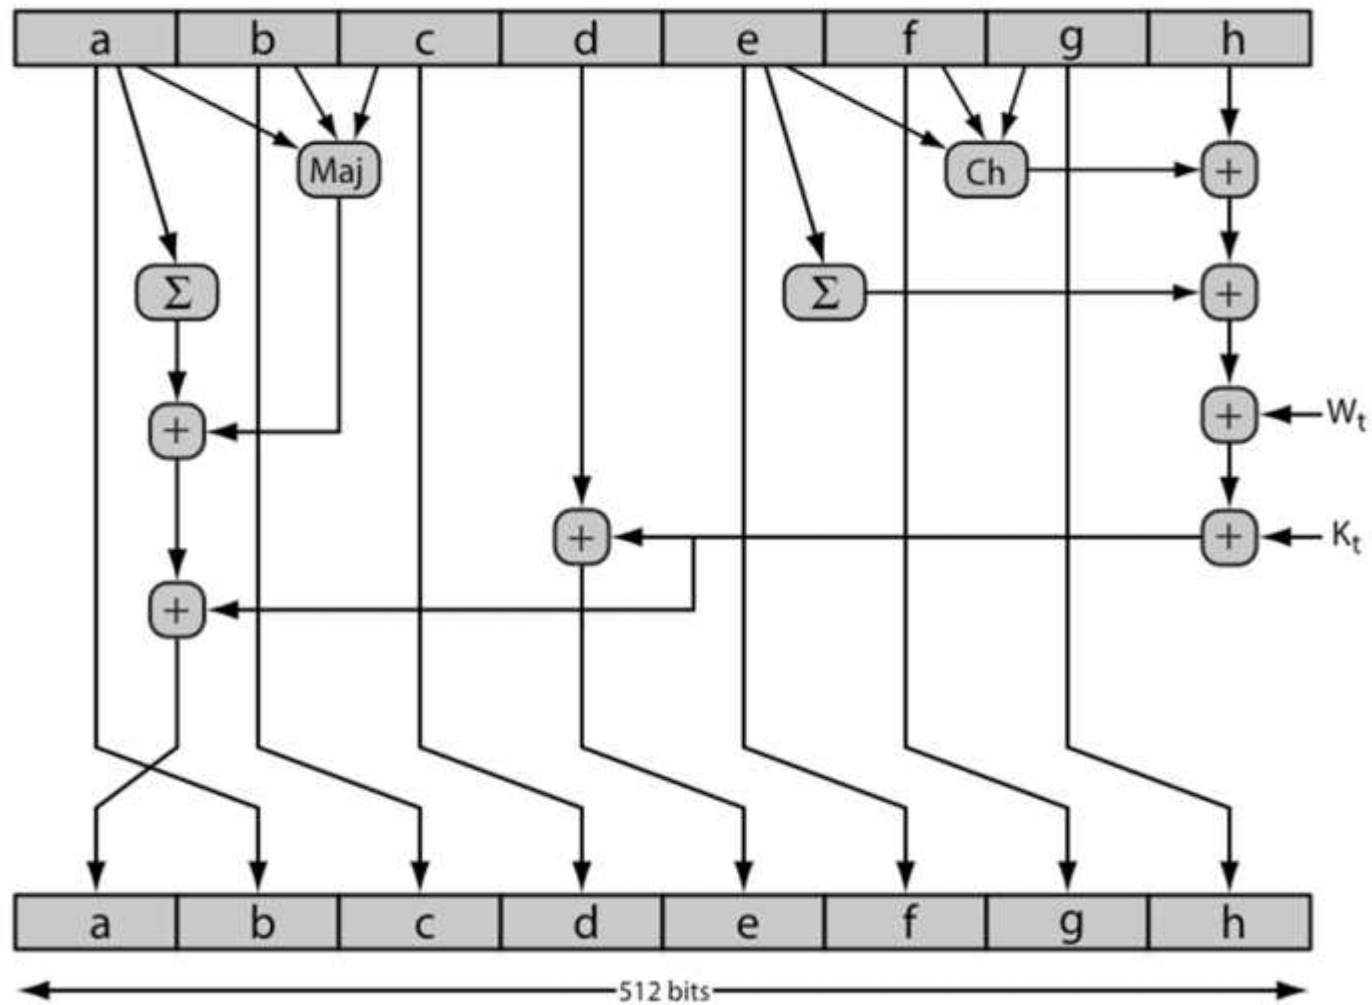 a b c d e f g h
Maj Ch +
Σ Σ +
+ + Wt
+ + Kt
+
a b c d e f g h
512 bits